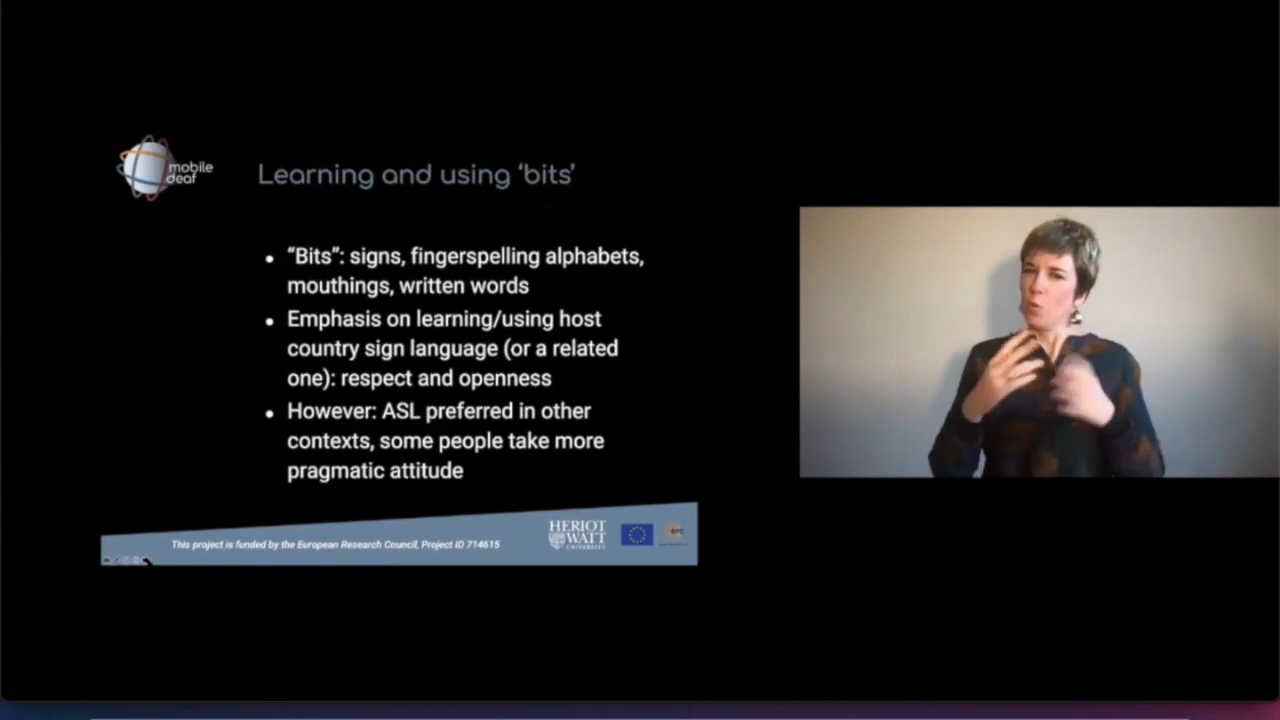 mobile
deaf
Learning and using ‘bits’
• “Bits”: signs, fingerspelling alphabets,
mouthings, written words
• Emphasis on learning/using host
country sign language (or a related
one): respect and openness
• However: ASL preferred in other
contexts, some people take more
pragmatic attitude
This project is funded by the European Research Council, Project ID 714615
HERIOT
WATT
UNIVERSITY
erc